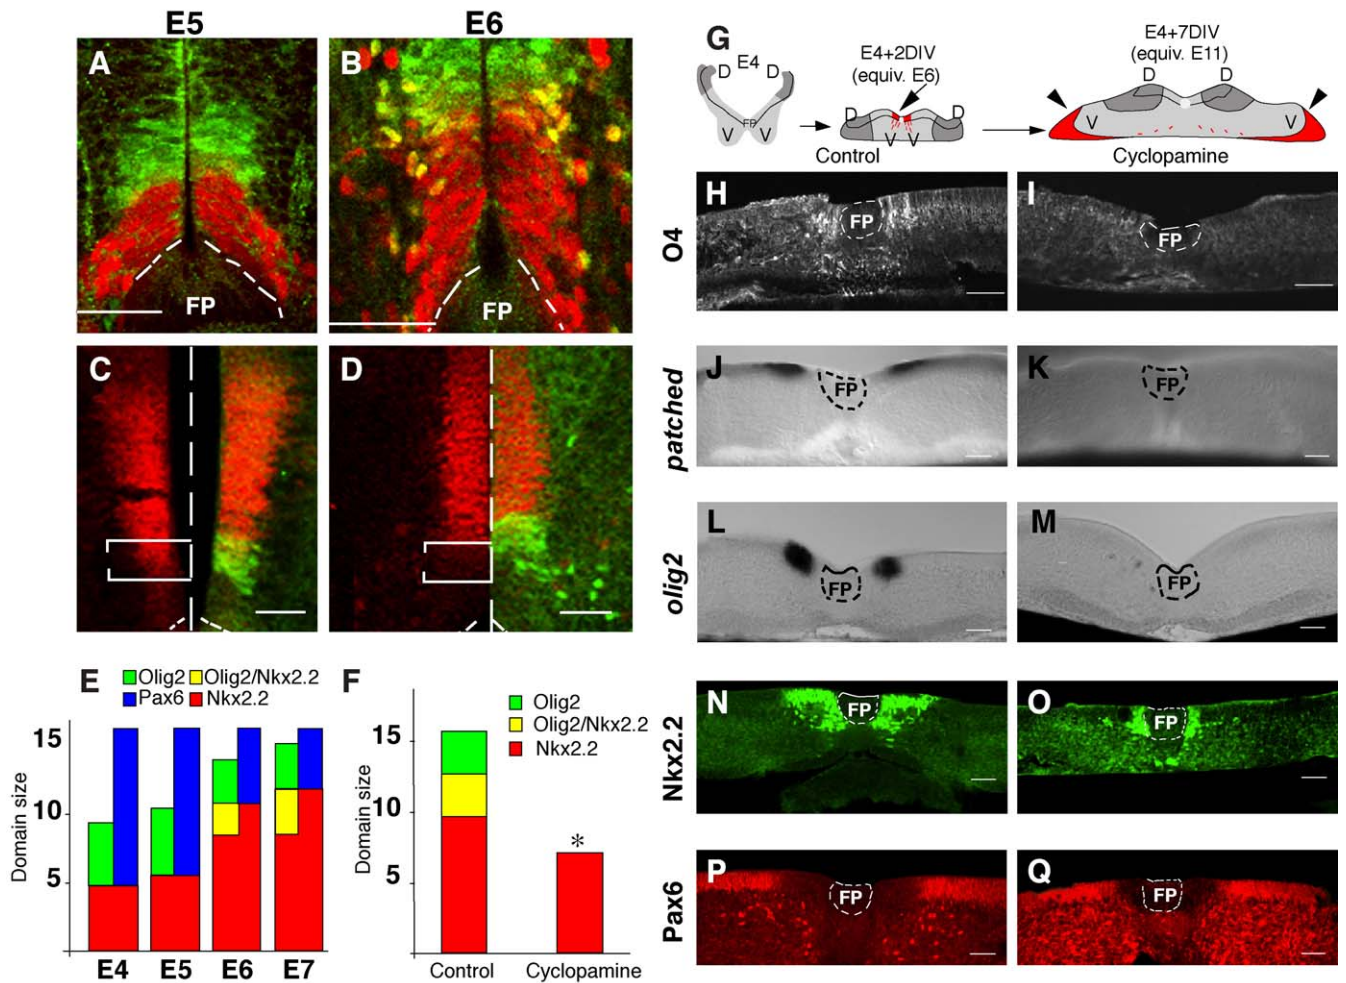 E5
E6
A
FP
B
FP
C
D
E
Olig2
Olig2/Nkx2.2
Pax6
Nkx2.2
Domain size
15
10
5
E4
E5
E6
E7
F
Olig2
Olig2/Nkx2.2
Nkx2.2
Domain size
15
10
5
*
Control
Cyclopamine
G
E4
D
D
FP
V
V
E4+2DIV
(equiv. E6)
D
D
V
V
E4+7DIV
(equiv. E11)
D
D
V
V
Control
Cyclopamine
O4
H
FP
I
FP
patched
J
FP
K
FP
olig2
L
FP
M
FP
Nkx2.2
N
FP
O
FP
Pax6
P
FP
Q
FP